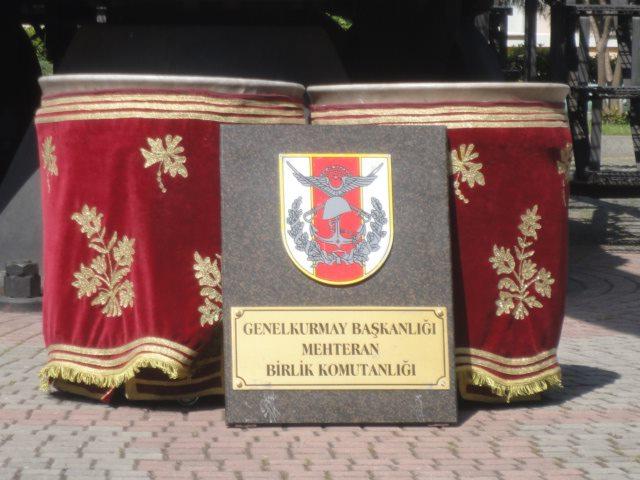 GENELKURMAY BAŞKANLIĞI
MEHTERAN
BİRLİK KOMUTANLIĞI